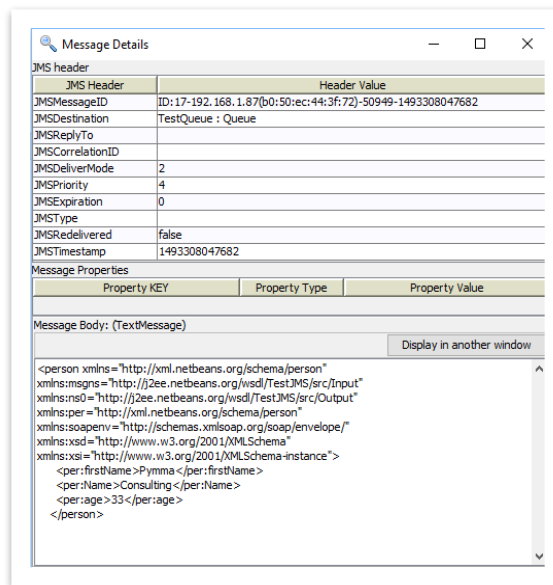 Message Details
JMS header
JMS Header Header Value
JMSMessageID ID:17-192.168.1.87(b0:50:ec:44:3f:72)-50949-1493308047682
JMSDestination TestQueue : Queue
JMSReplyTo
JMSCorrelationID
JMSDeliverMode 2
JMSPriority 4
JMSExpiration 0
JMSType
JMSRedelivered false
JMSTimestamp 1493308047682
Message Properties
Property KEY Property Type Property Value
Message Body: (TextMessage)
Display in another window
<person xmlns="http://xml.netbeans.org/schema/person"
xmlns:msgns="http://j2ee.netbeans.org/wsdl/TestJMS/src/Input"
xmlns:ns0="http://j2ee.netbeans.org/wsdl/TestJMS/src/Output"
xmlns:per="http://xml.netbeans.org/schema/person"
xmlns:soapenv="http://schemas.xmlsoap.org/soap/envelope/"
xmlns:xsd="http://www.w3.org/2001/XMLSchema"
xmlns:xsi="http://www.w3.org/2001/XMLSchema-instance">
<per:firstName>Pymma</per:firstName>
<per:Name>Consulting</per:Name>
<per:age>33</per:age>
</person>